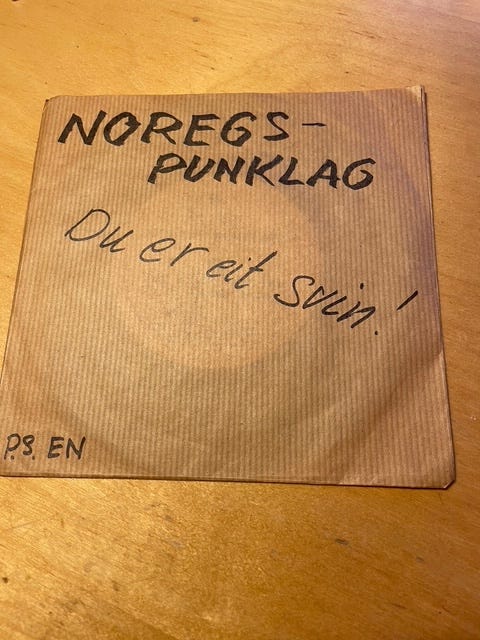 NOREGS-
PUNKLAG
Du er eit svin!
P.S. EN